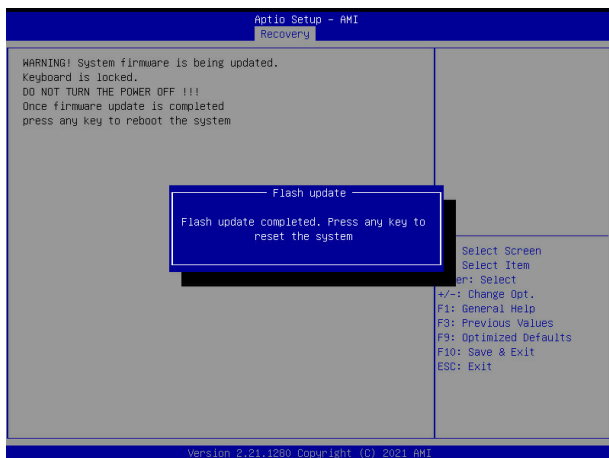 Aptio Setup - AMI
Recovery
WARNING! System firmware is being updated.
Keyboard is locked.
DO NOT TURN THE POWER OFF !!!
Once firmware update is completed
press any key to reboot the system
Flash update
Flash update completed. Press any key to
reset the system
Select Screen
Select Item
er: Select
+/-: Change Opt.
F1: General Help
F3: Previous Values
F9: Optimized Defaults
F10: Save & Exit
ESC: Exit
Version 2.21.1280 Copyright (C) 2021 AMI